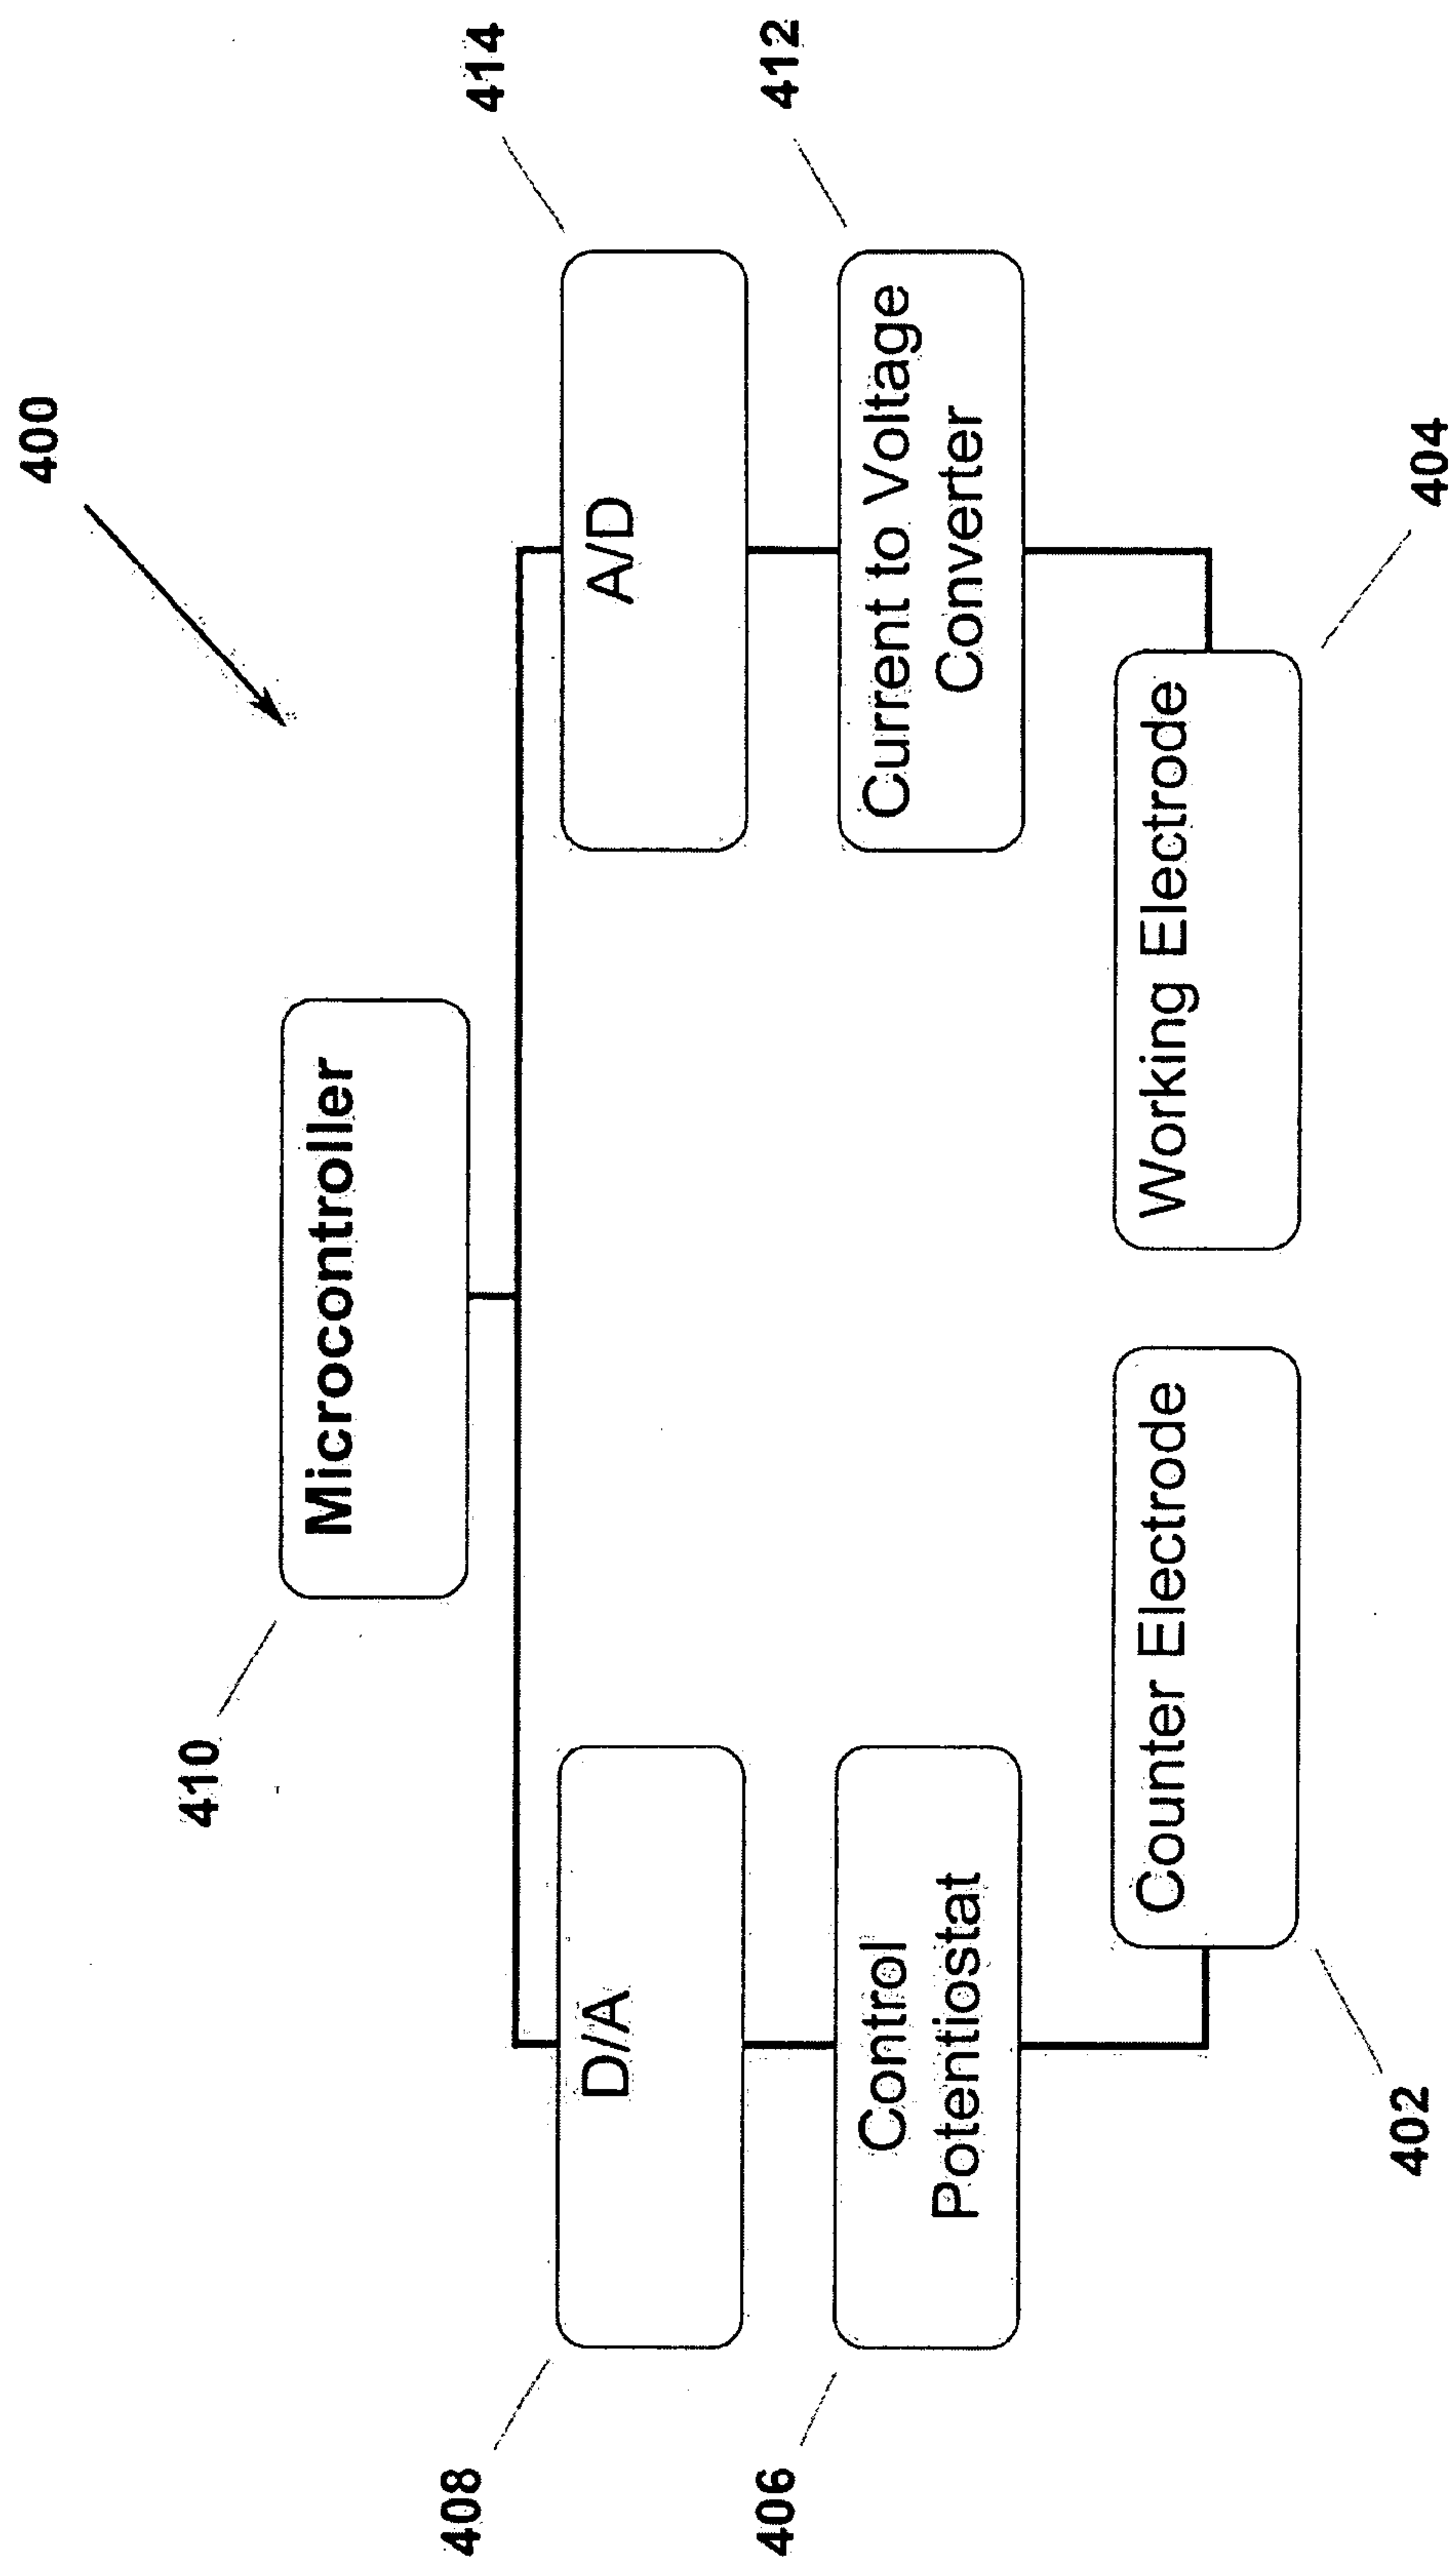 400
410
Microcontroller
408
D/A
A/D
414
406
Control
Potentiostat
Current to Voltage
Converter
412
Counter Electrode
Working Electrode
402
404